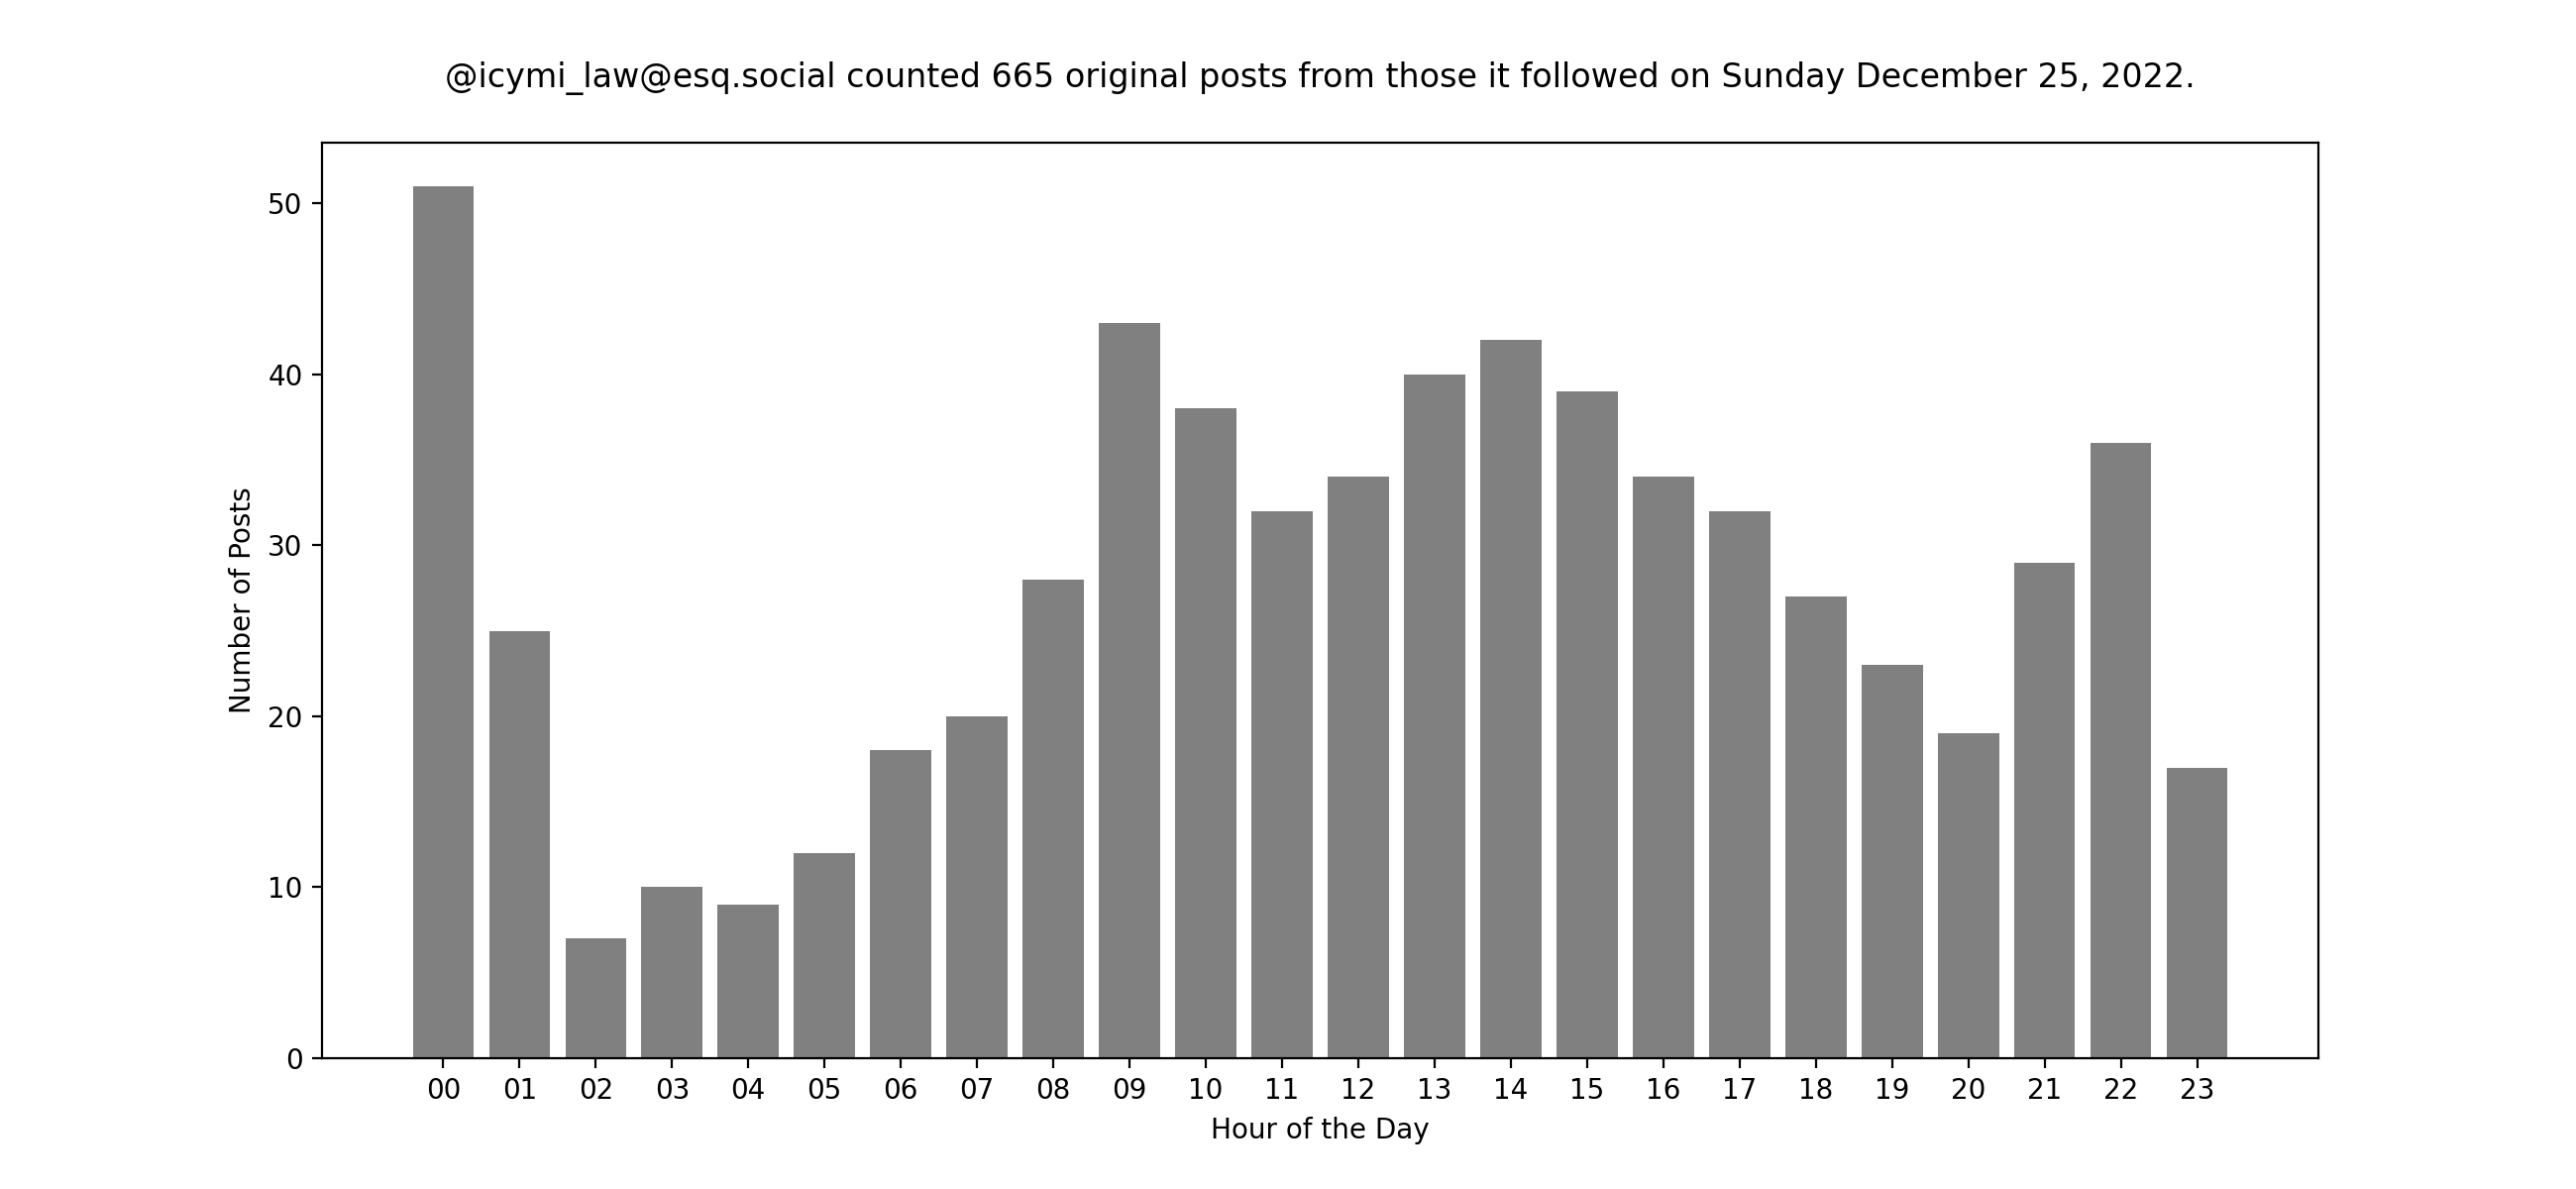 @icymi_law@esq.social counted 665 original posts from those it followed on Sunday December 25, 2022.
50
40
30
20
10
0
Number of Posts
00 01 02 03 04 05 06 07 08 09 10 11 12 13 14 15 16 17 18 19 20 21 22 23
Hour of the Day